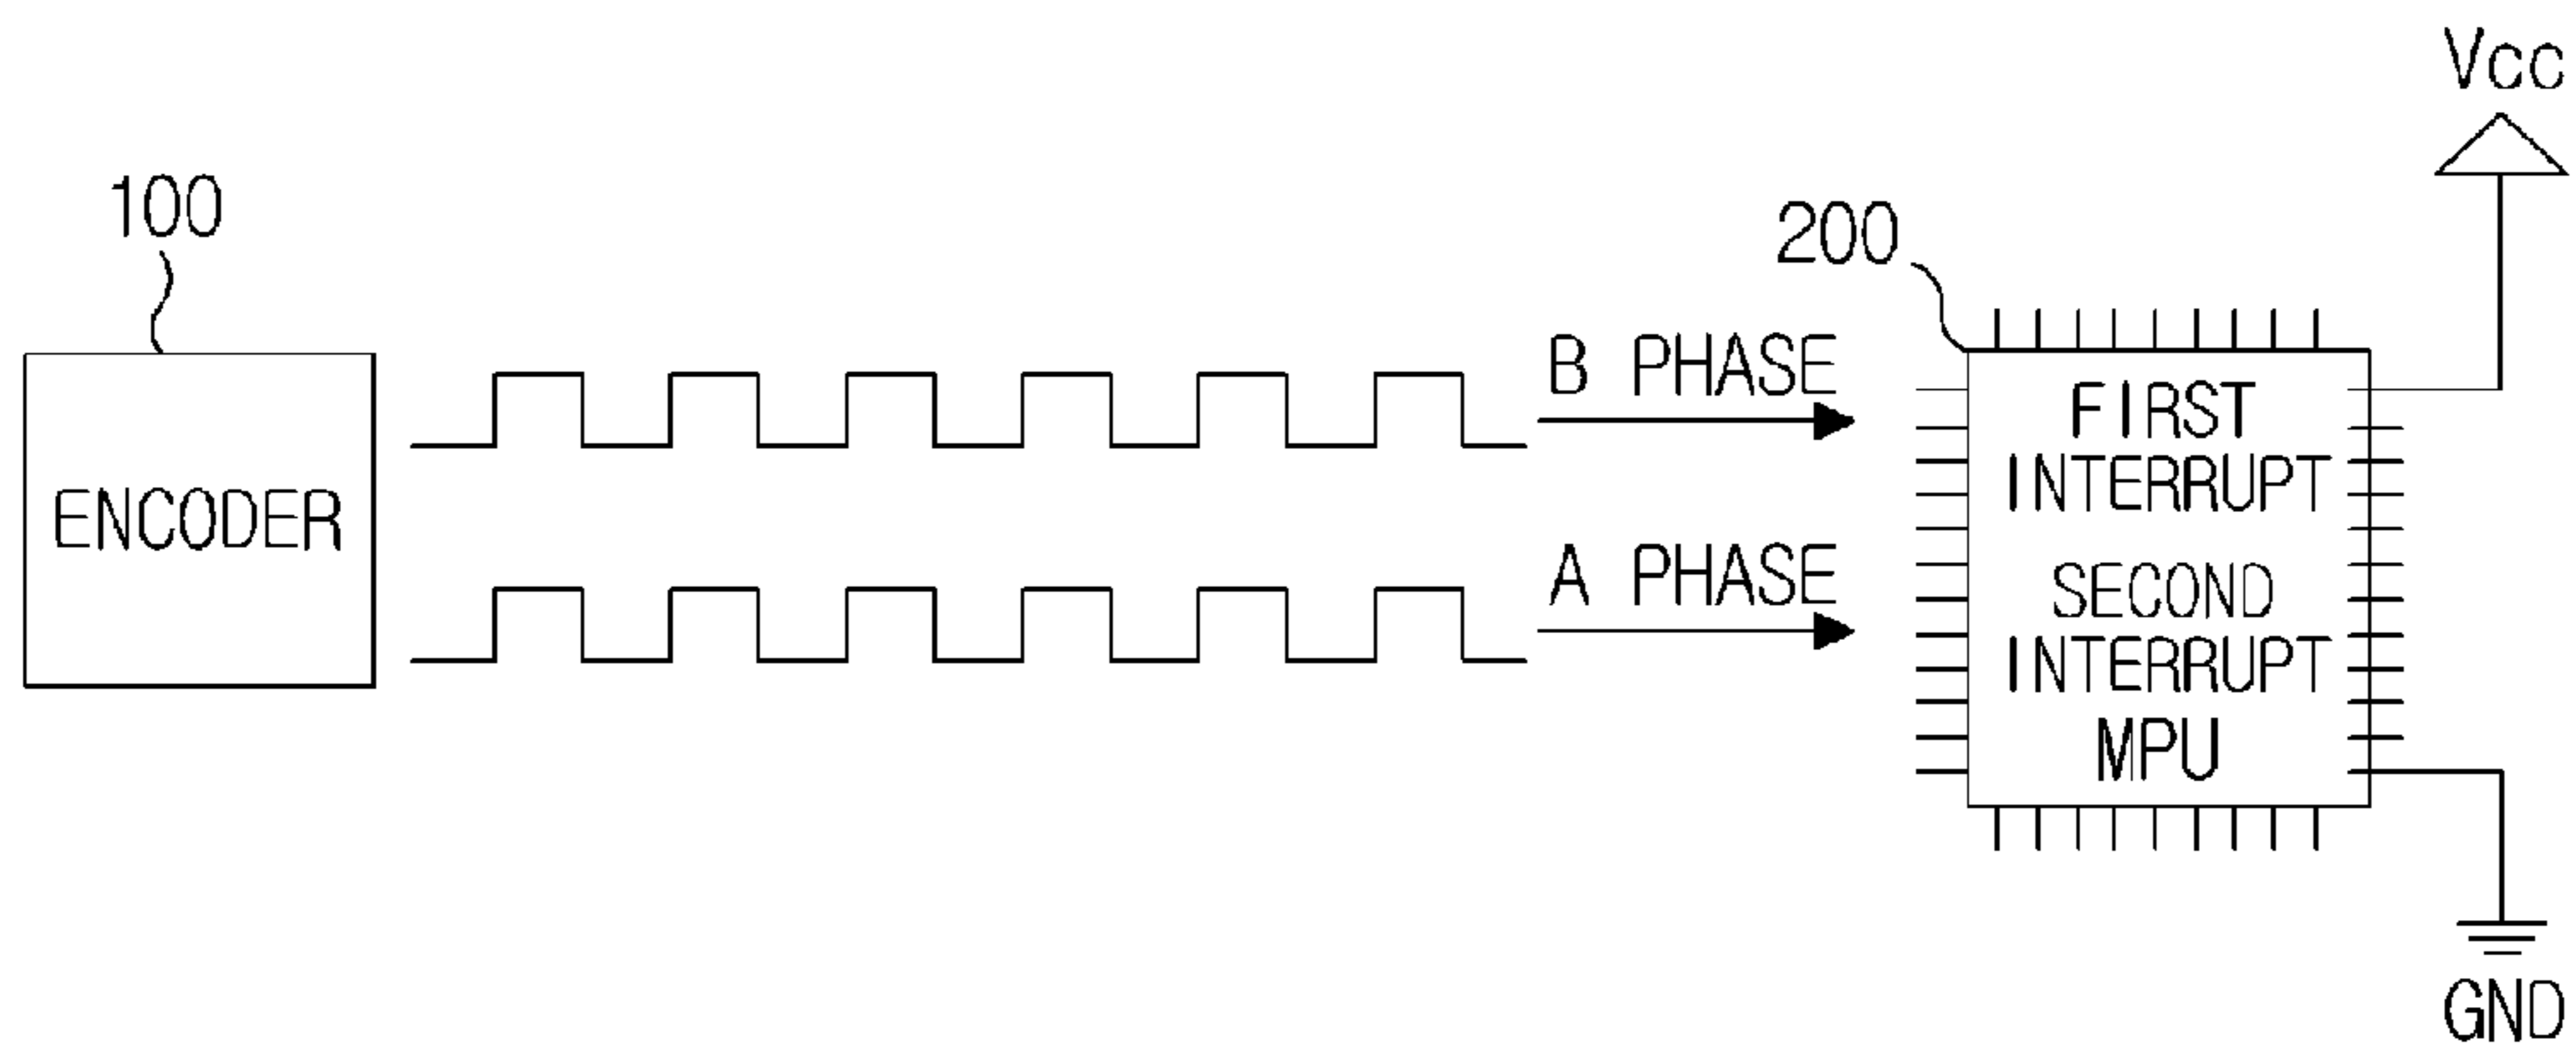 Vcc
100
200
B PHASE
FIRST
INTERRUPT
ENCODER
A PHASE
SECOND
INTERRUPT
MPU
GND